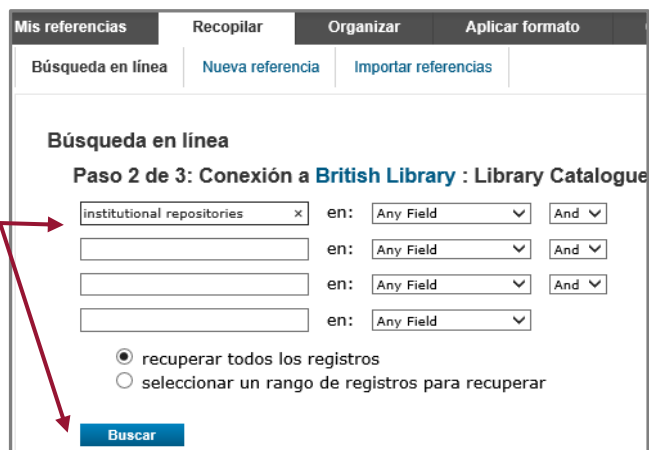 Mis referencias Recopilar Organizar Aplicar formato
Búsqueda en línea Nueva referencia Importar referencias
Búsqueda en línea
Paso 2 de 3: Conexión a British Library : Library Catalogue
institutional repositories × en: Any Field And
en: Any Field And
en: Any Field And
en: Any Field
recuperar todos los registros
seleccionar un rango de registros para recuperar
Buscar